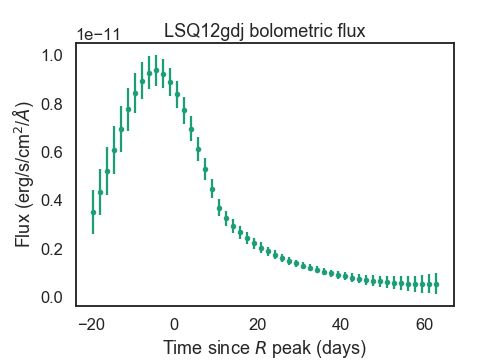 LSQ12gdj bolometric flux
1e−11
1.0
0.8
0.6
0.4
0.2
0.0
Flux (erg/s/cm²/Å)
−20 0 20 40 60
Time since R peak (days)